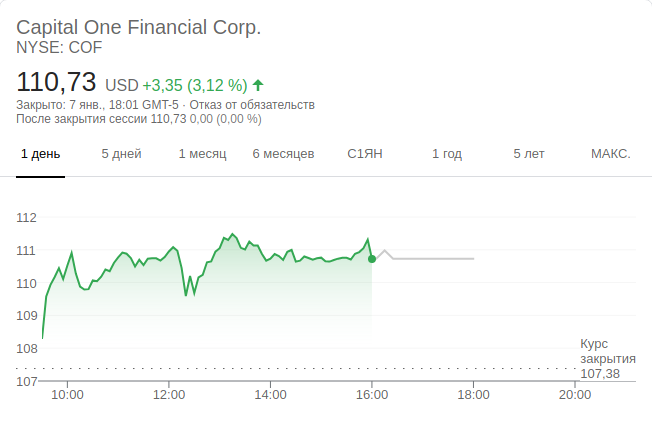 Capital One Financial Corp.
NYSE: COF
110,73 USD +3,35 (3,12 %)
Закрыто: 7 янв., 18:01 GMT-5 · Отказ от обязательств
После закрытия сессии 110,73 0,00 (0,00 %)
1 день 5 дней 1 месяц 6 месяцев С1ЯН 1 год 5 лет МАКС.
112
111
110
109
108
107
Курс
закрытия
107,38
10:00 12:00 14:00 16:00 18:00 20:00